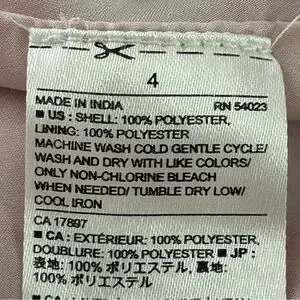 4
MADE IN INDIA RN 54023
■ US : SHELL: 100% POLYESTER,
LINING: 100% POLYESTER
MACHINE WASH COLD GENTLE CYCLE/
WASH AND DRY WITH LIKE COLORS/
ONLY NON-CHLORINE BLEACH
WHEN NEEDED/ TUMBLE DRY LOW/
COOL IRON
CA 17897
■ CA : EXTÉRIEUR: 100% POLYESTER,
DOUBLURE: 100% POLYESTER ■ JP :
表地: 100% ポリエステル, 裏地:
100% ポリエステル